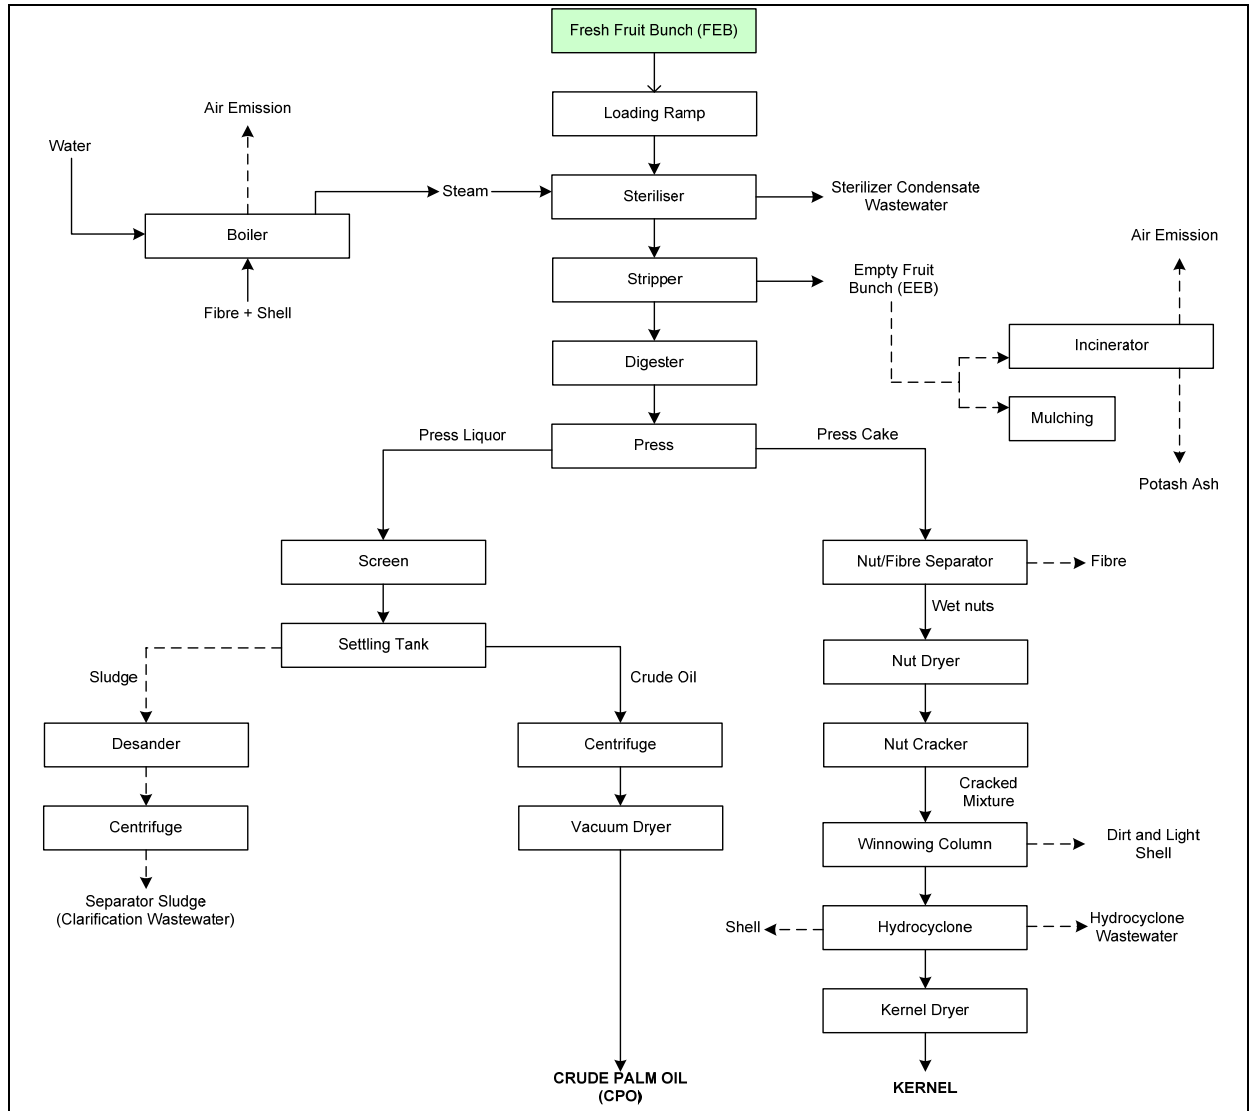 Fresh Fruit Bunch (FEB)
Loading Ramp
Air Emission
Water
Steam
Steriliser
Sterilizer Condensate
Wastewater
Boiler
Fibre + Shell
Stripper
Empty Fruit
Bunch (EEB)
Air Emission
Incinerator
Mulching
Potash Ash
Digester
Press
Press Liquor
Press Cake
Screen
Settling Tank
Sludge
Crude Oil
Desander
Centrifuge
Separator Sludge
(Clarification Wastewater)
Centrifuge
Vacuum Dryer
CRUDE PALM OIL
(CPO)
Nut/Fibre Separator
Fibre
Wet nuts
Nut Dryer
Nut Cracker
Cracked
Mixture
Winnowing Column
Dirt and Light
Shell
Shell
Hydrocyclone
Hydrocyclone
Wastewater
Kernel Dryer
KERNEL